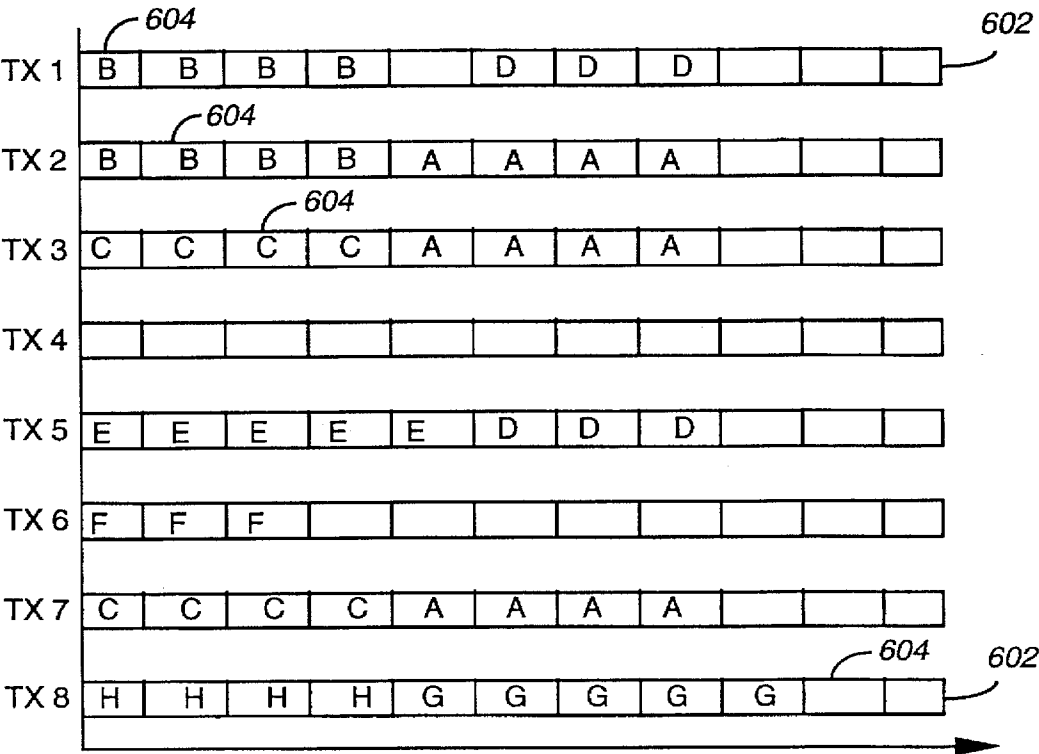 604
602
TX 1 B B B B D D D
604
TX 2 B B B B A A A A
604
TX 3 C C C C A A A A
TX 4
TX 5 E E E E E D D D
TX 6 F F F
TX 7 C C C C A A A A
604
602
TX 8 H H H H G G G G G